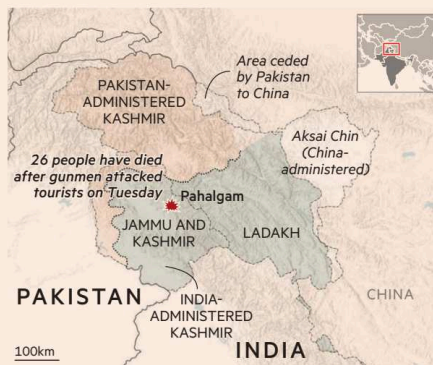 Area ceded
by Pakistan
to China
PAKISTAN-
ADMINISTERED
KASHMIR
Aksai Chin
(China-
administered)
26 people have died
after gunmen attacked
tourists on Tuesday
Pahalgam
JAMMU AND
KASHMIR
LADAKH
PAKISTAN
INDIA-
ADMINISTERED
KASHMIR
CHINA
INDIA
100km